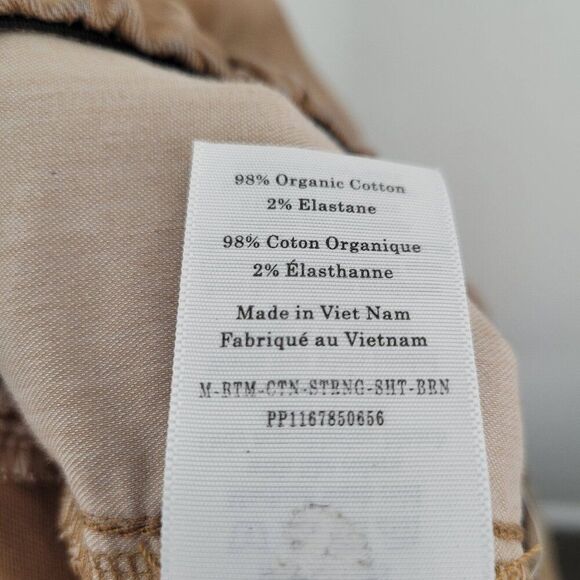 98% Organic Cotton
2% Elastane
98% Coton Organique
2% Élasthanne
Made in Viet Nam
Fabriqué au Vietnam
M-BTM-CTN-STRNG-SHT-BRN
PP1167850656